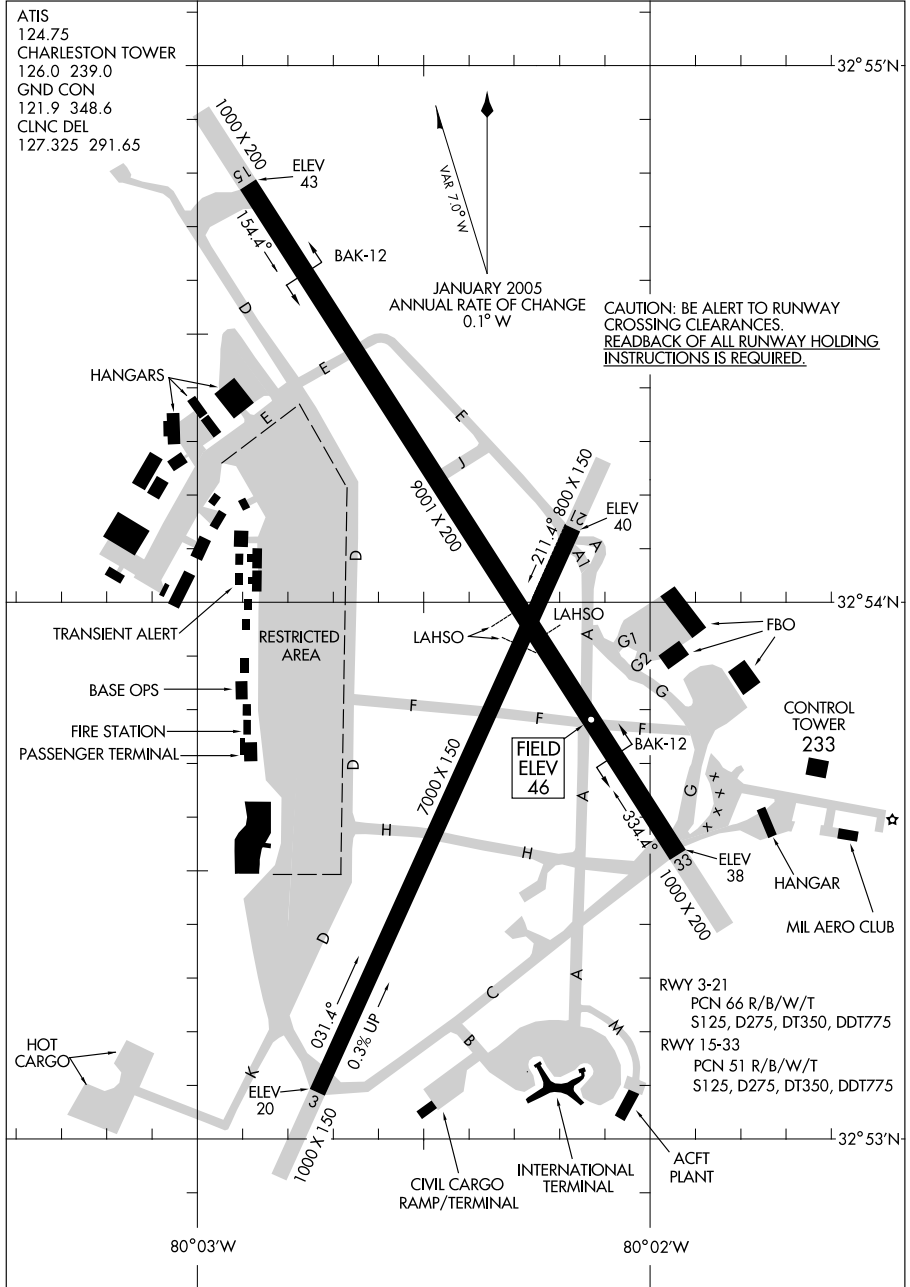 ATIS
124.75
CHARLESTON TOWER
126.0 239.0
GND CON
121.9 348.6
CLNC DEL
127.325 291.65
32°55'N
1000 X 200
15
ELEV
43
VAR 7.0° W
154.4°
BAK-12
JANUARY 2005
ANNUAL RATE OF CHANGE
0.1° W
CAUTION: BE ALERT TO RUNWAY
CROSSING CLEARANCES.
READBACK OF ALL RUNWAY HOLDING
INSTRUCTIONS IS REQUIRED.
D
HANGARS
E
E
E
J
9001 X 200
211.4°
800 X 150
21
ELEV
40
A
A1
D
32°54'N
TRANSIENT ALERT
RESTRICTED
AREA
LAHSO
LAHSO
A
G1
G2
G
FBO
BASE OPS
F
F
F
FIRE STATION
PASSENGER TERMINAL
FIELD
ELEV
46
BAK-12
CONTROL
TOWER
233
D
7000 X 150
A
G
X X X X
H
H
334.4°
33
ELEV
38
1000 X 200
HANGAR
MIL AERO CLUB
D
C
A
M
031.4°
0.3% UP
RWY 3-21
PCN 66 R/B/W/T
S125, D275, DT350, DDT775
RWY 15-33
PCN 51 R/B/W/T
S125, D275, DT350, DDT775
HOT
CARGO
K
B
ELEV
20
3
1000 X 150
32°53'N
CIVIL CARGO
RAMP/TERMINAL
INTERNATIONAL
TERMINAL
ACFT
PLANT
80°03'W
80°02'W